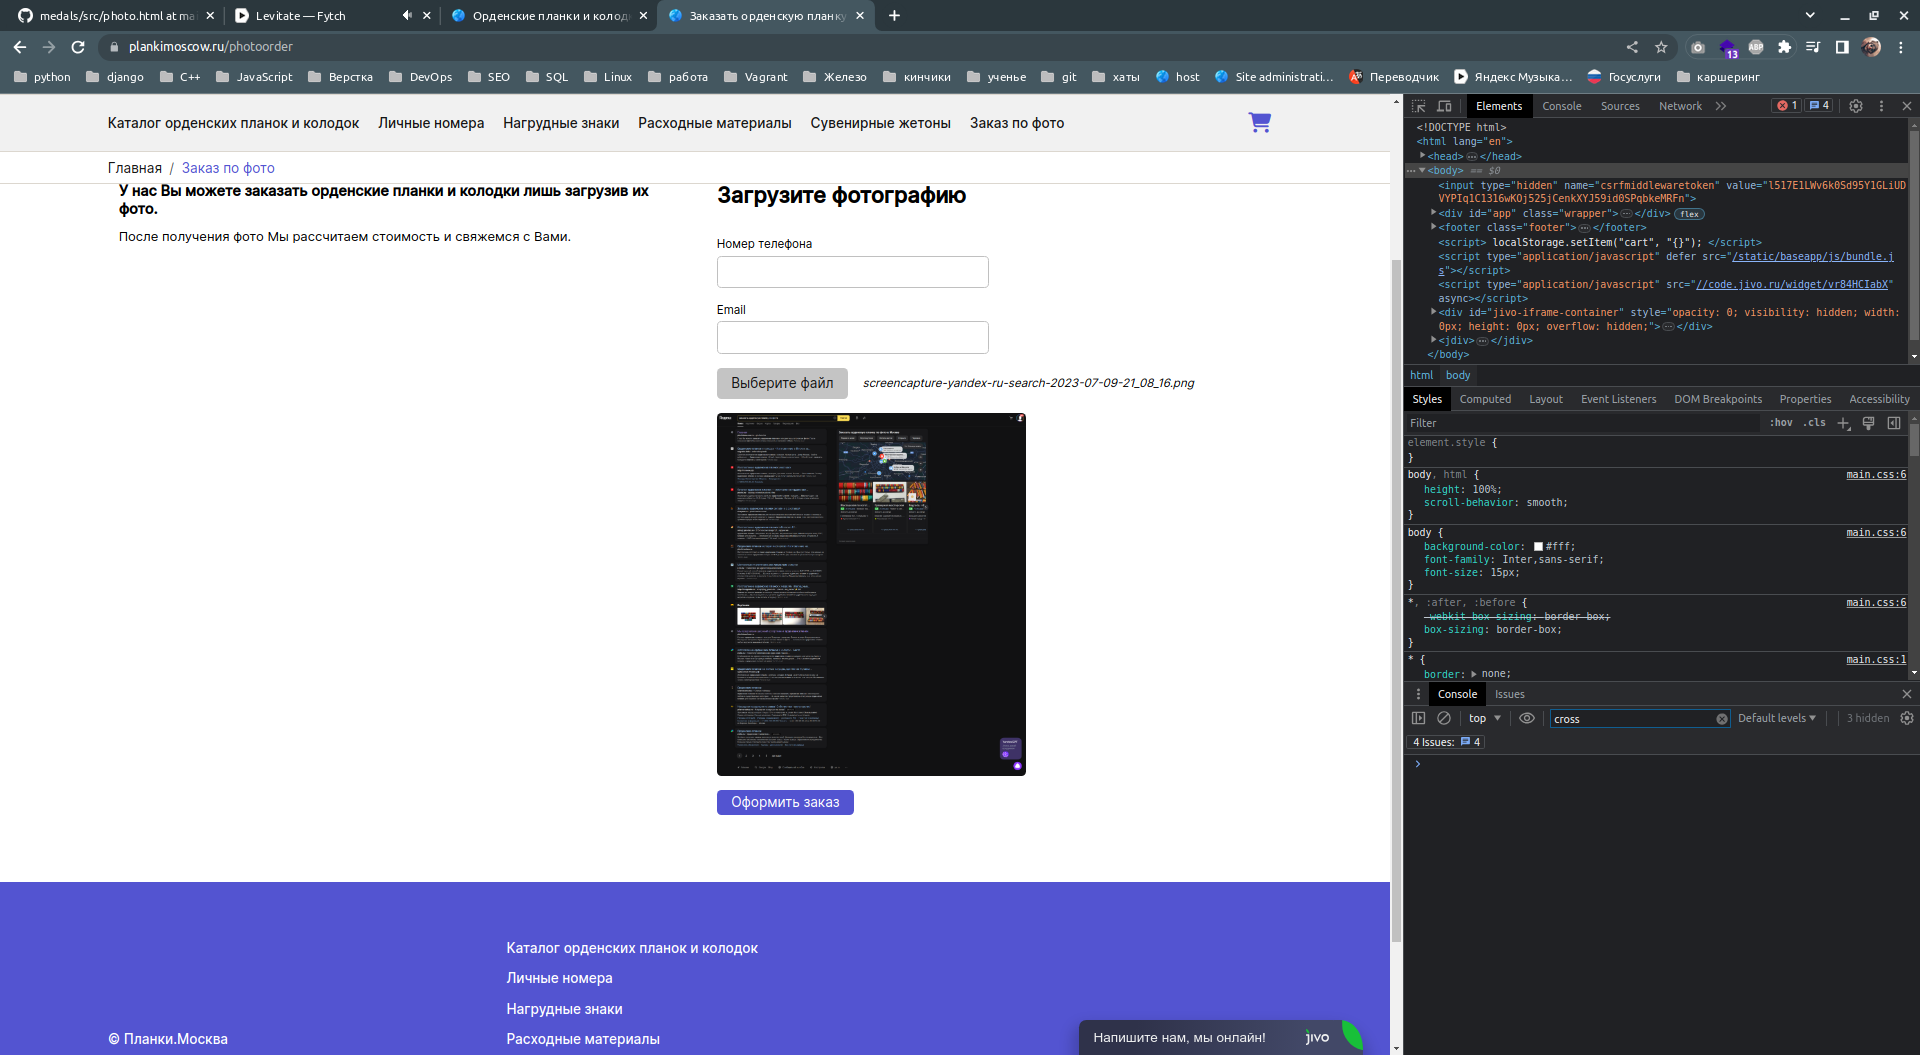 medals/src/photo.html at ma
Levitate — Fytch
Орденские планки и колод
Заказать орденскую планку
plankimoscow.ru/photoorder
13
ABP
python
django
C++
JavaScript
Верстка
DevOps
SEO
SQL
Linux
работа
Vagrant
Железо
кинчики
ученье
git
хаты
host
Site administrati...
Переводчик
Яндекс Музыка...
Госуслуги
каршеринг
Каталог орденских планок и колодок
Личные номера
Нагрудные знаки
Расходные материалы
Сувенирные жетоны
Заказ по фото
Главная / Заказ по фото
У нас Вы можете заказать орденские планки и колодки лишь загрузив их
фото.
После получения фото Мы рассчитаем стоимость и свяжемся с Вами.
Загрузите фотографию
Номер телефона
Email
Выберите файл
screencapture-yandex-ru-search-2023-07-09-21_08_16.png
Оформить заказ
Каталог орденских планок и колодок
Личные номера
Нагрудные знаки
Расходные материалы
© Планки.Москва
Напишите нам, мы онлайн!
jivo
Elements
Console
Sources
Network
1
4
<!DOCTYPE html>
<html lang="en">
<head> ... </head>
... <body> == $0
<input type="hidden" name="csrfmiddlewaretoken" value="l517E1LWv6k0Sd95Y1GLiUD
VYPIq1C1316wKOj525jCenkXYJ59id0SPqbkeMRFn">
<div id="app" class="wrapper"> ... </div> flex
<footer class="footer"> ... </footer>
<script> localStorage.setItem("cart", "{}"); </script>
<script type="application/javascript" defer src="/static/baseapp/js/bundle.j
s"></script>
<script type="application/javascript" src="//code.jivo.ru/widget/vr84HCIabX"
async></script>
<div id="jivo-iframe-container" style="opacity: 0; visibility: hidden; width:
0px; height: 0px; overflow: hidden;"> ... </div>
<jdiv> ... </jdiv>
</body>
html
body
Styles
Computed
Layout
Event Listeners
DOM Breakpoints
Properties
Accessibility
Filter
:hov
.cls
element.style {
}
body, html {
main.css:6
height: 100%;
scroll-behavior: smooth;
}
body {
main.css:6
background-color: #fff;
font-family: Inter,sans-serif;
font-size: 15px;
}
*, :after, :before {
main.css:6
-webkit-box-sizing: border-box;
box-sizing: border-box;
}
* {
main.css:1
border: none;
Console
Issues
top
cross
Default levels
3 hidden
4 Issues:
4